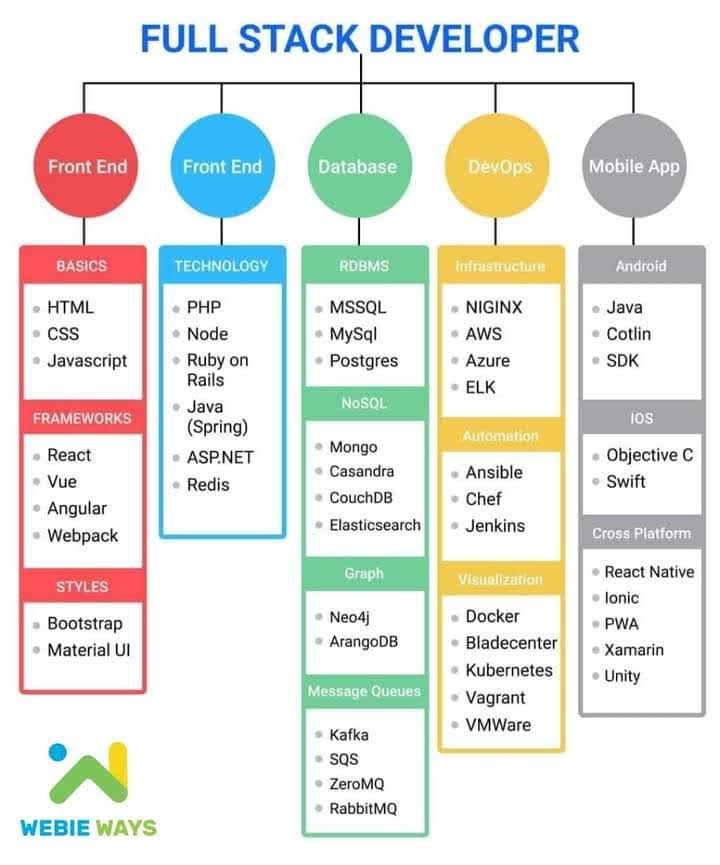 FULL STACK DEVELOPER
Front End
Front End
Database
DevOps
Mobile App
BASICS
HTML
CSS
Javascript
FRAMEWORKS
React
Vue
Angular
Webpack
STYLES
Bootstrap
Material UI
TECHNOLOGY
PHP
Node
Ruby on
Rails
Java
(Spring)
ASP.NET
Redis
RDBMS
MSSQL
MySql
Postgres
NoSQL
Mongo
Casandra
CouchDB
Elasticsearch
Graph
Neo4j
ArangoDB
Message Queues
Kafka
SQS
ZeroMQ
RabbitMQ
Infrastructure
NIGINX
AWS
Azure
ELK
Automation
Ansible
Chef
Jenkins
Visualization
Docker
Bladecenter
Kubernetes
Vagrant
VMWare
Android
Java
Cotlin
SDK
IOS
Objective C
Swift
Cross Platform
React Native
Ionic
PWA
Xamarin
Unity
WEBIE WAYS